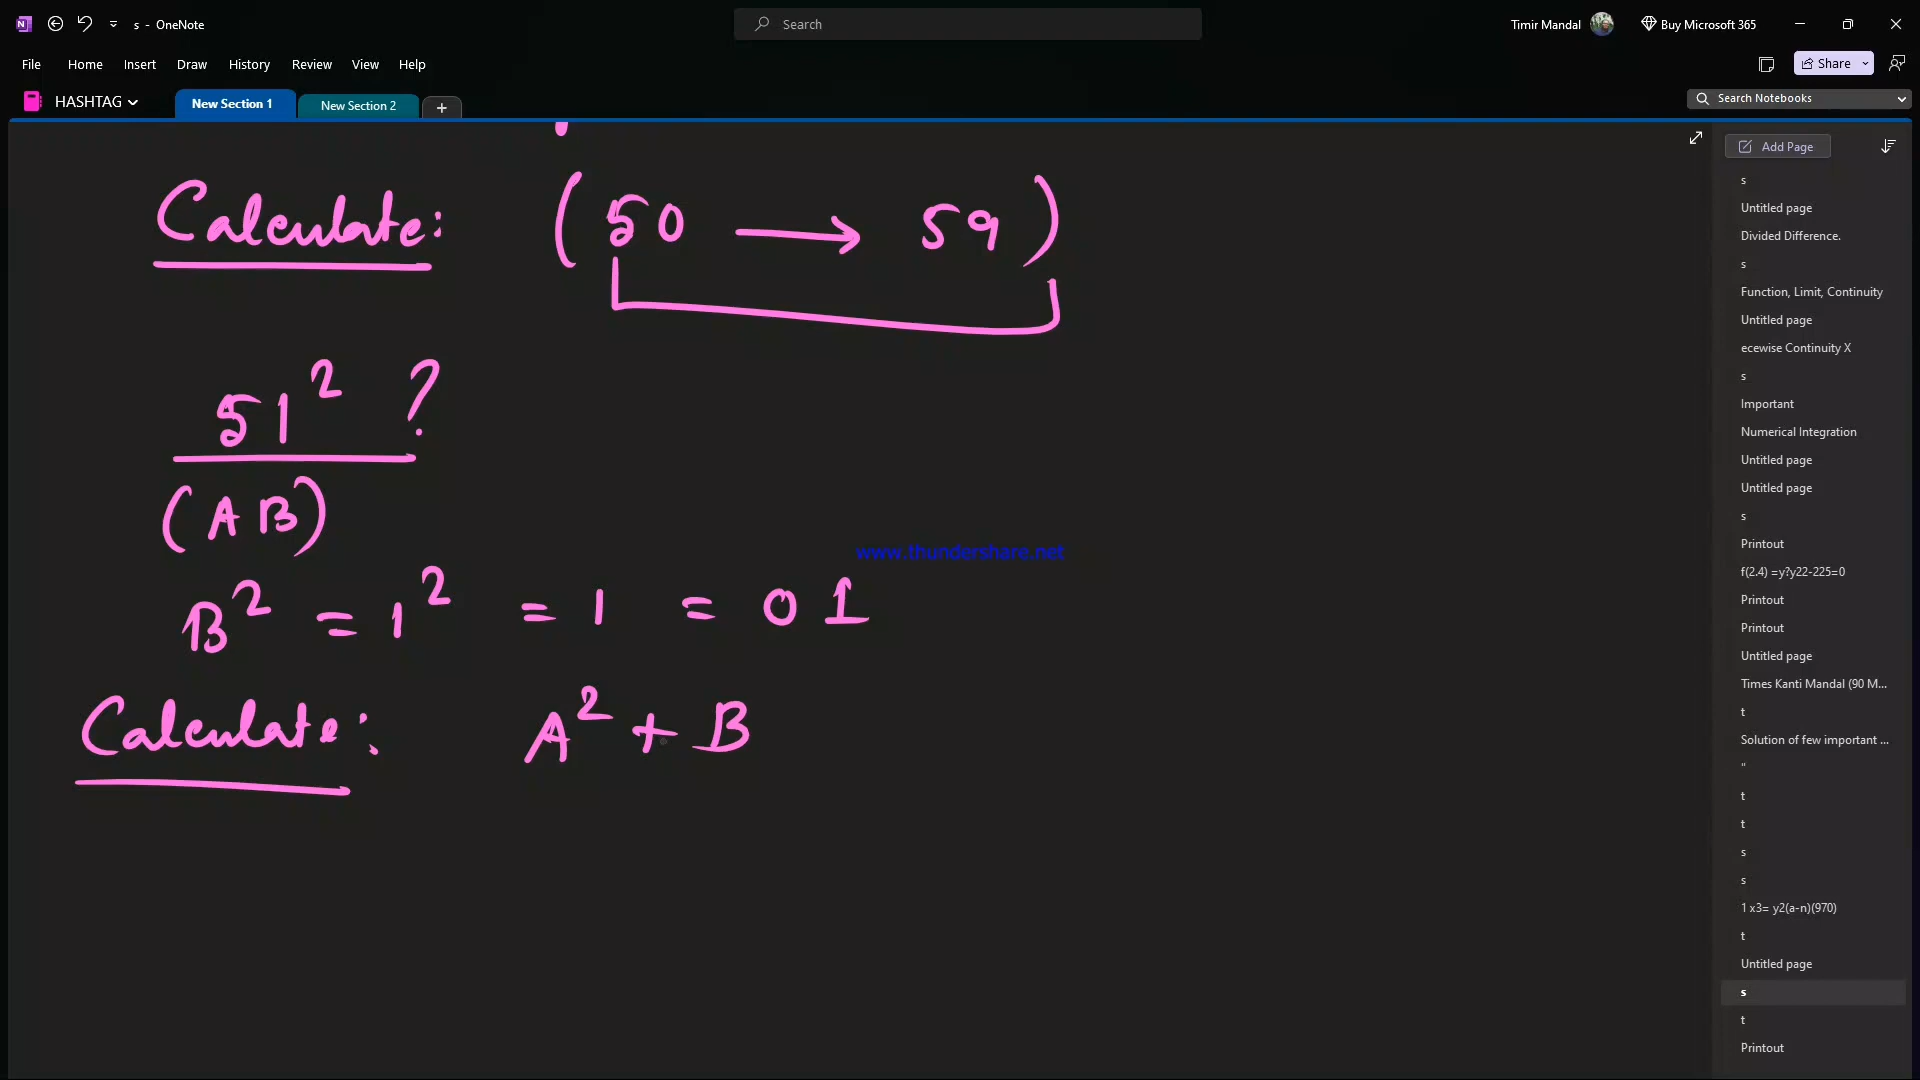 s - OneNote
Search
Timir Mandal
Buy Microsoft 365
File Home Insert Draw History Review View Help
Share
HASHTAG
New Section 1
New Section 2
+
Search Notebooks
Calculate: (50 → 59)
51² ?
(AB)
B² = 1² = 1 = 01
Calculate: A² + B
www.thundershare.net
Add Page
s
Untitled page
Divided Difference.
s
Function, Limit, Continuity
Untitled page
ecewise Continuity X
s
Important
Numerical Integration
Untitled page
Untitled page
s
Printout
f(2.4) =y?y22-225=0
Printout
Printout
Untitled page
Times Kanti Mandal (90 M...
t
Solution of few important ...
"
t
t
s
s
1 x3= y2(a-n)(970)
t
Untitled page
s
t
Printout